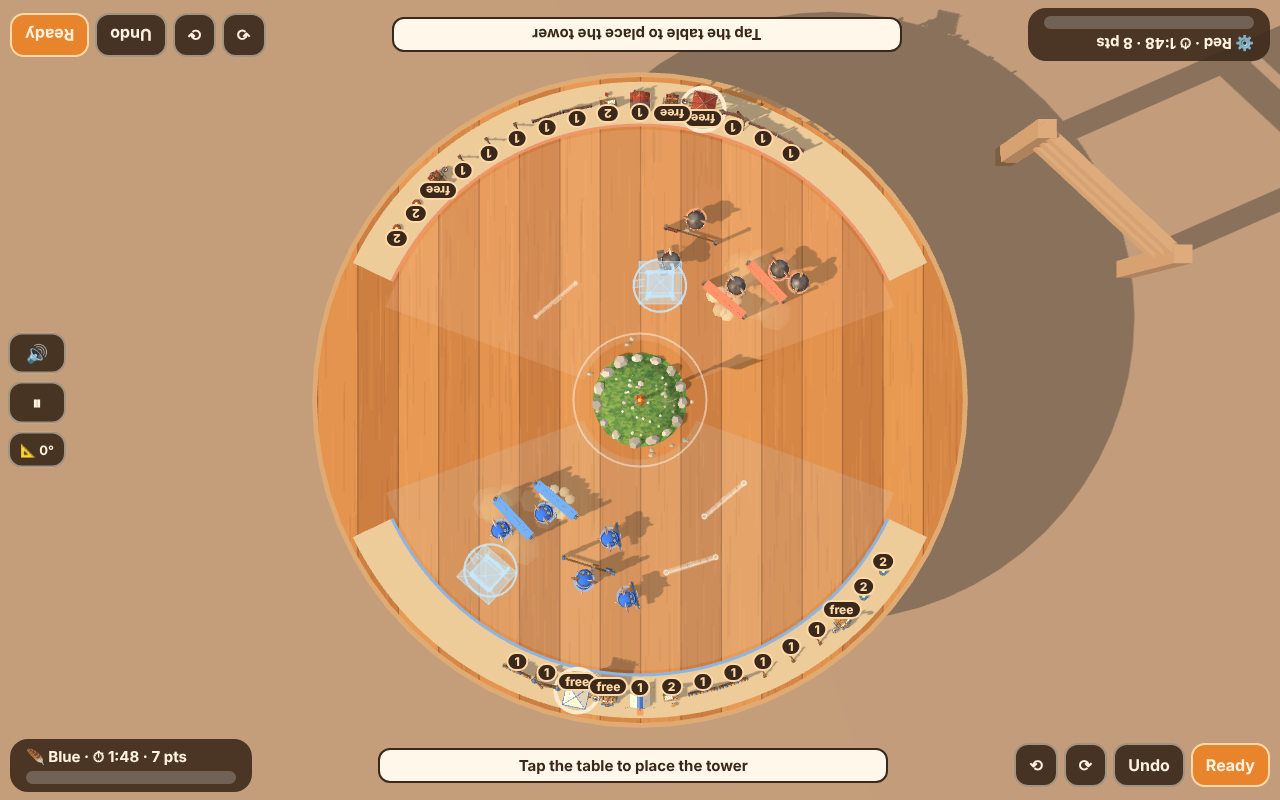 Ready
Undo
⟲
⟳
Tap the table to place the tower
⚙️ Red · ⏱ 1:48 · 8 pts
2
2
free
1
1
1
1
1
2
1
free
free
1
1
1
🔊
⏸
📐 0°
1
1
free
free
1
2
1
1
1
1
1
free
2
2
🪶 Blue · ⏱ 1:48 · 7 pts
Tap the table to place the tower
⟲
⟳
Undo
Ready